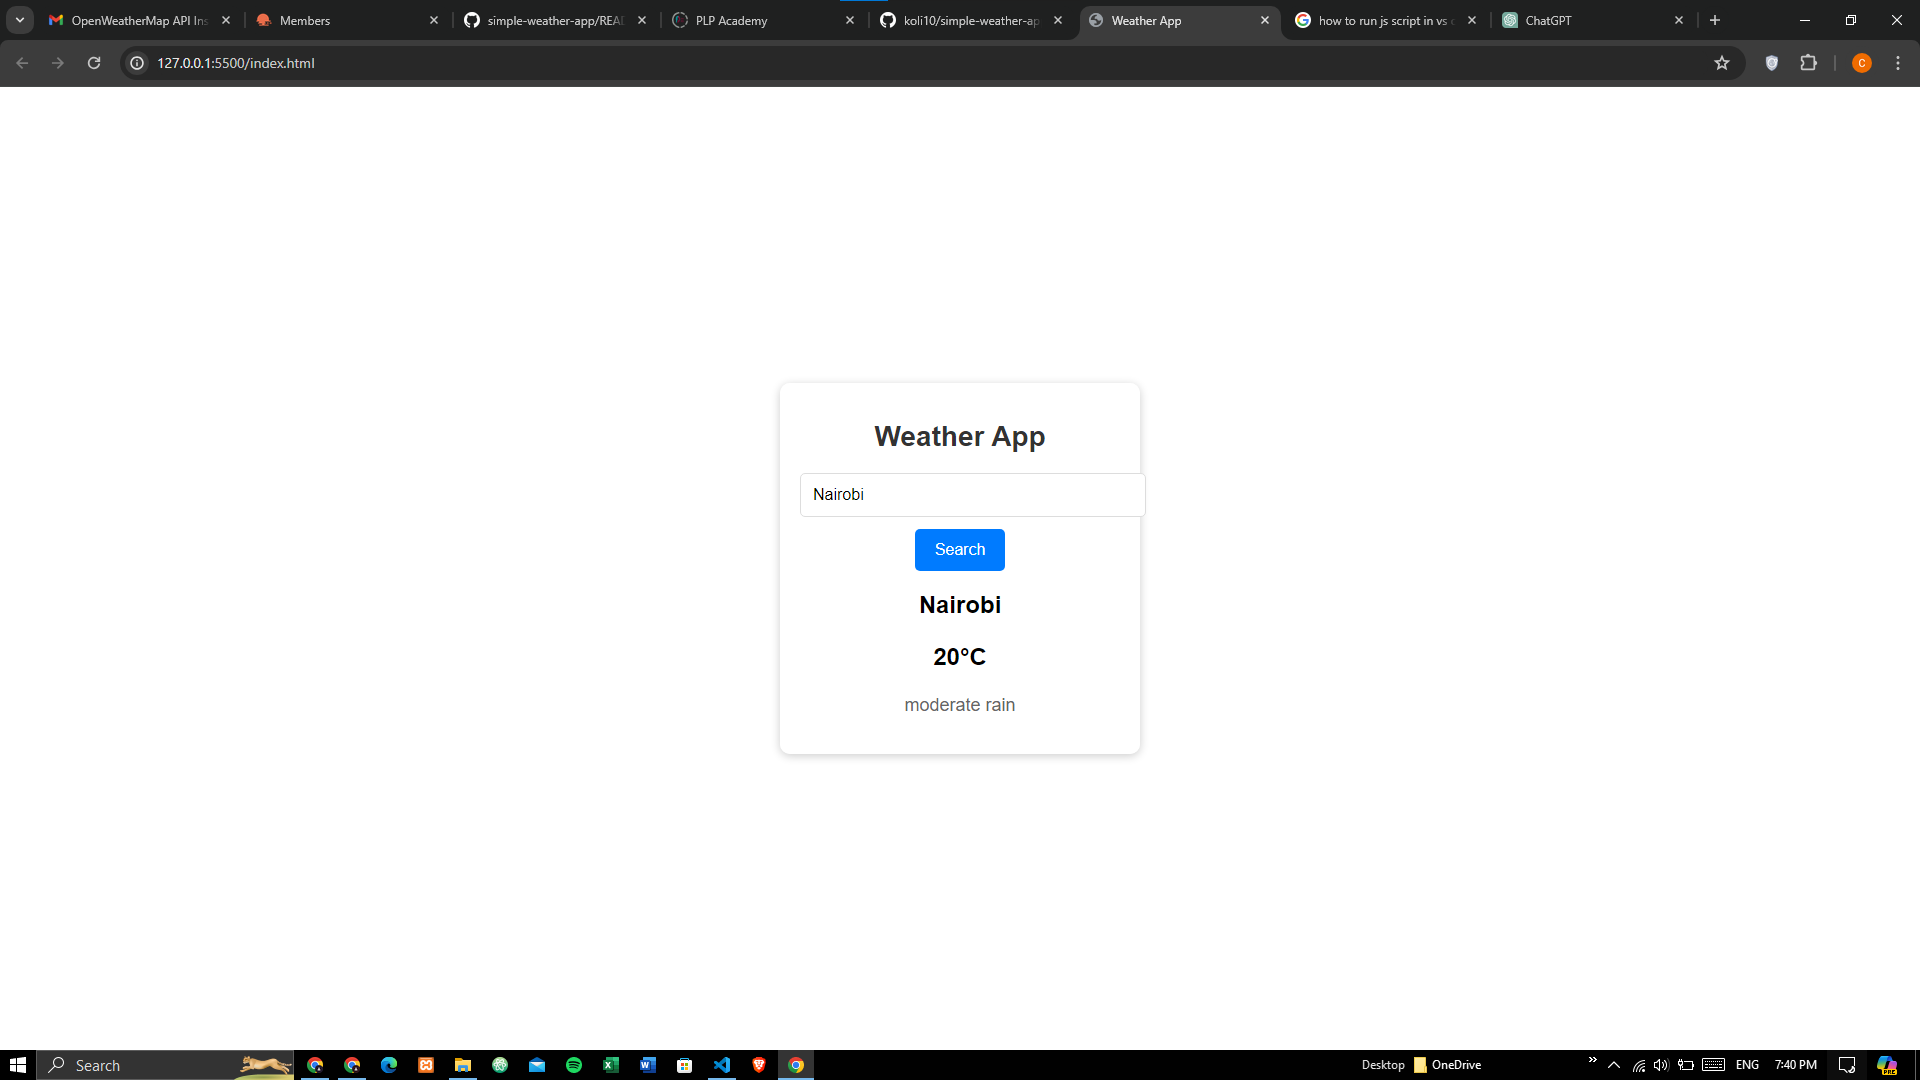 OpenWeatherMap API Ins
Members
simple-weather-app/READ
PLP Academy
koli10/simple-weather-ap
Weather App
how to run js script in vs c
ChatGPT
127.0.0.1:5500/index.html
C
Weather App
Nairobi
Search
Nairobi
20°C
moderate rain
Search
Desktop
OneDrive
ENG
7:40 PM
PRE